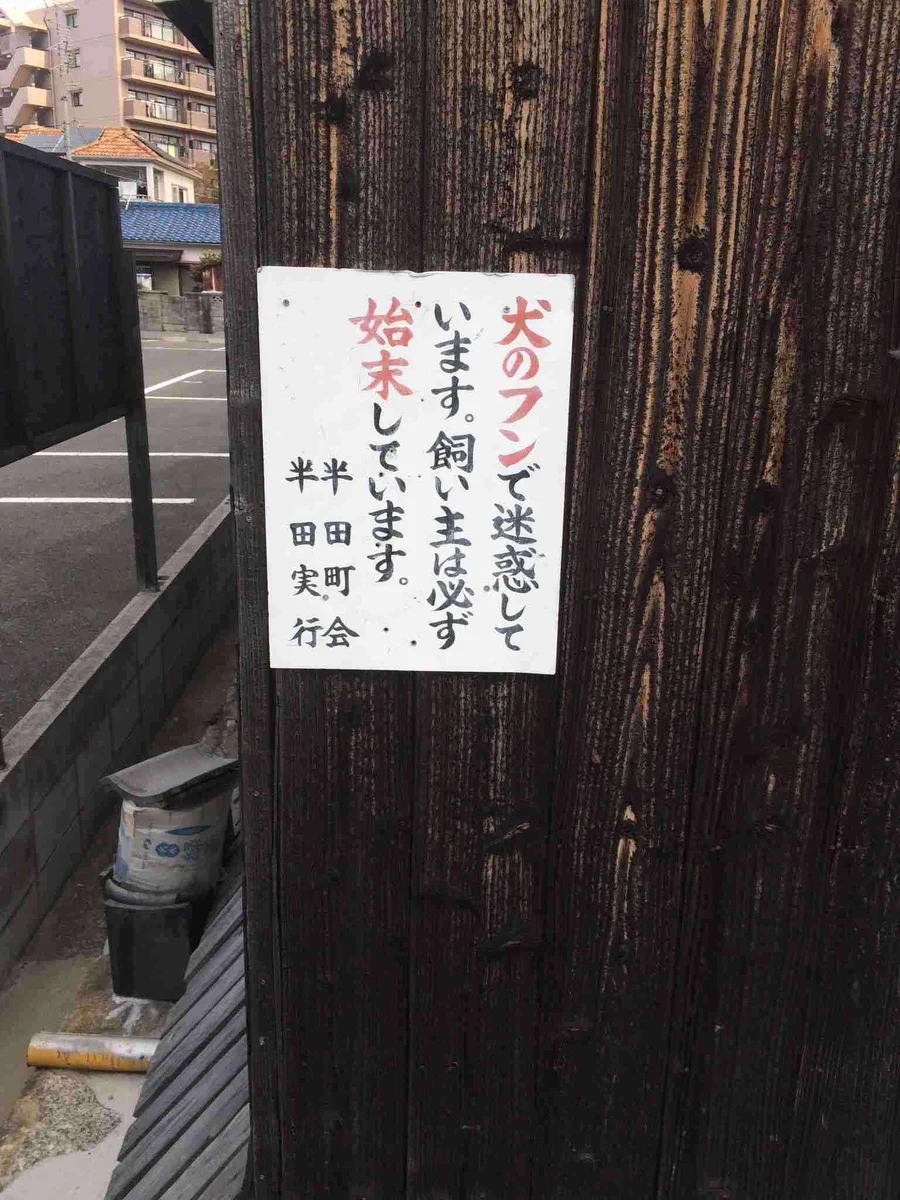 犬のフンで迷惑して
います。飼い主は必ず
始末しています。
半田町会
半田実行